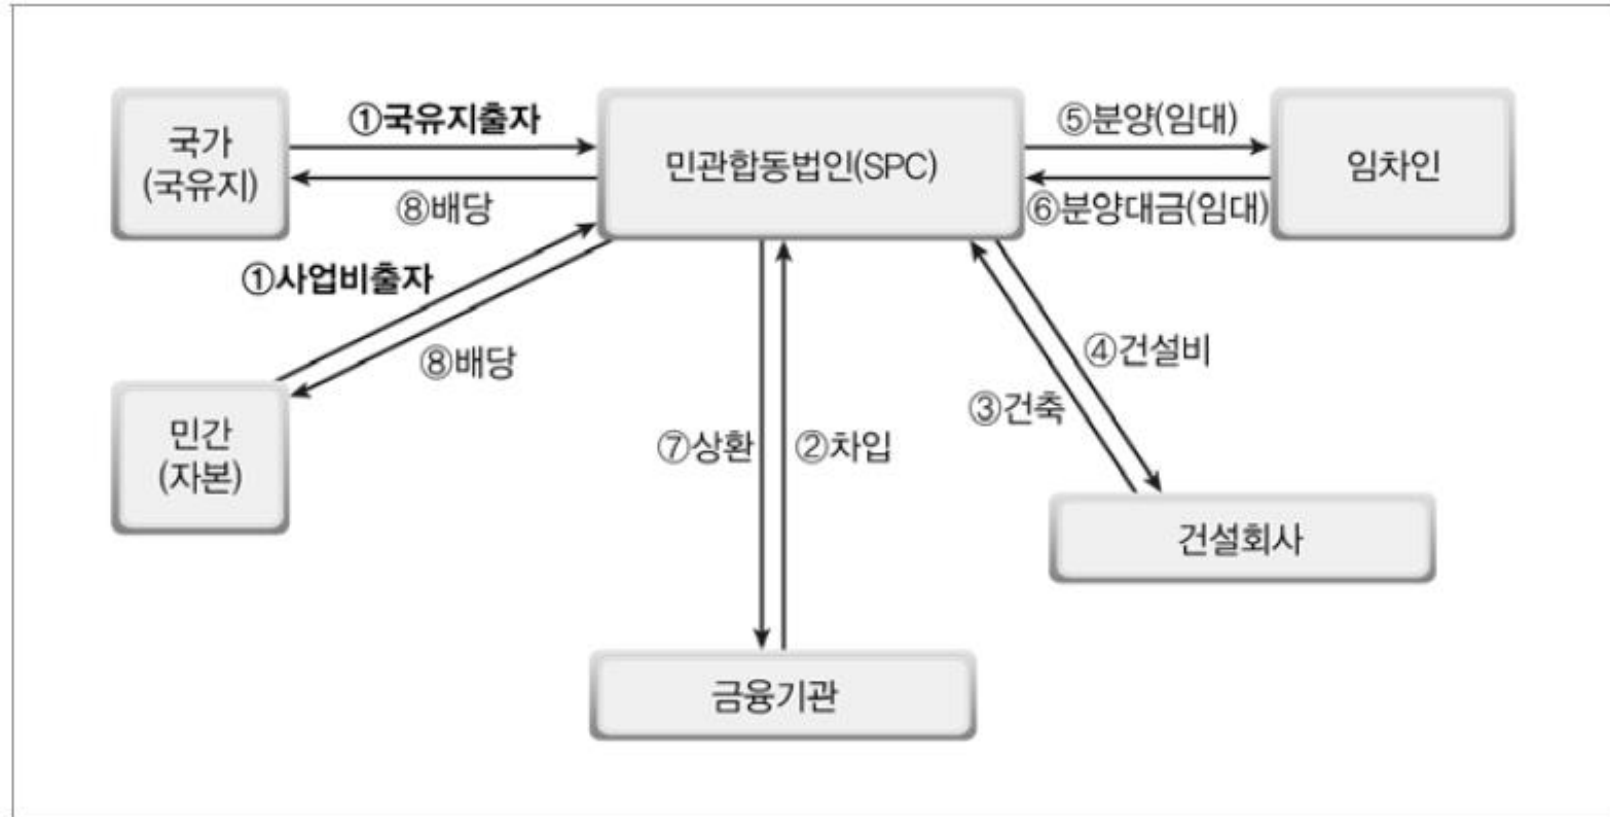 ①국유지출자
국가
(국유지)
⑧배당
민관합동법인(SPC)
⑤분양(임대)
⑥분양대금(임대)
임차인
①사업비출자
⑧배당
민간
(자본)
⑦상환
②차입
③건축
④건설비
건설회사
금융기관